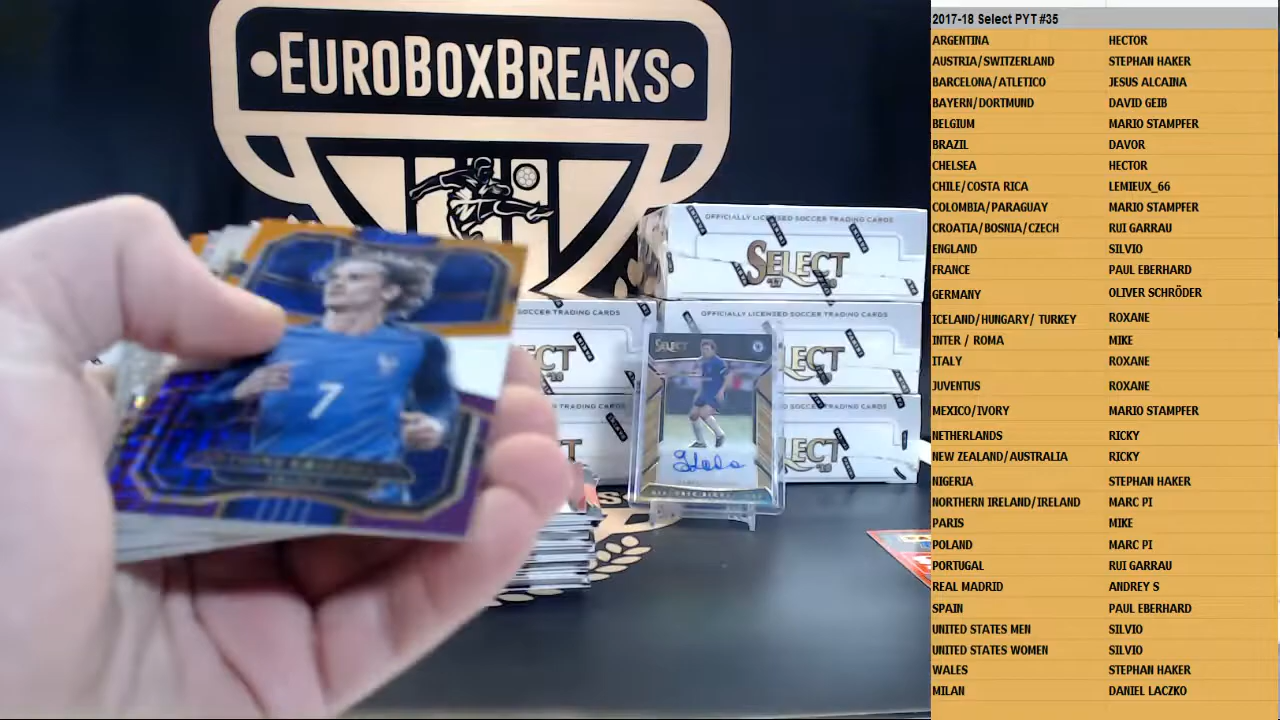 EUROBOXBREAKS
OFFICIALLY LICENSED SOCCER TRADING CARDS
SELECT
'17 18
SOCCER TRADING CARDS
OFFICIALLY LICENSED SOCCER TRADING CARDS
SELECT
7
2017-18 Select PYT #35
ARGENTINA HECTOR
AUSTRIA/SWITZERLAND STEPHAN HAKER
BARCELONA/ATLETICO JESUS ALCAINA
BAYERN/DORTMUND DAVID GEIB
BELGIUM MARIO STAMPFER
BRAZIL DAVOR
CHELSEA HECTOR
CHILE/COSTA RICA LEMIEUX_66
COLOMBIA/PARAGUAY MARIO STAMPFER
CROATIA/BOSNIA/CZECH RUI GARRAU
ENGLAND SILVIO
FRANCE PAUL EBERHARD
GERMANY OLIVER SCHRÖDER
ICELAND/HUNGARY/ TURKEY ROXANE
INTER / ROMA MIKE
ITALY ROXANE
JUVENTUS ROXANE
MEXICO/IVORY MARIO STAMPFER
NETHERLANDS RICKY
NEW ZEALAND/AUSTRALIA RICKY
NIGERIA STEPHAN HAKER
NORTHERN IRELAND/IRELAND MARC PI
PARIS MIKE
POLAND MARC PI
PORTUGAL RUI GARRAU
REAL MADRID ANDREY S
SPAIN PAUL EBERHARD
UNITED STATES MEN SILVIO
UNITED STATES WOMEN SILVIO
WALES STEPHAN HAKER
MILAN DANIEL LACZKO